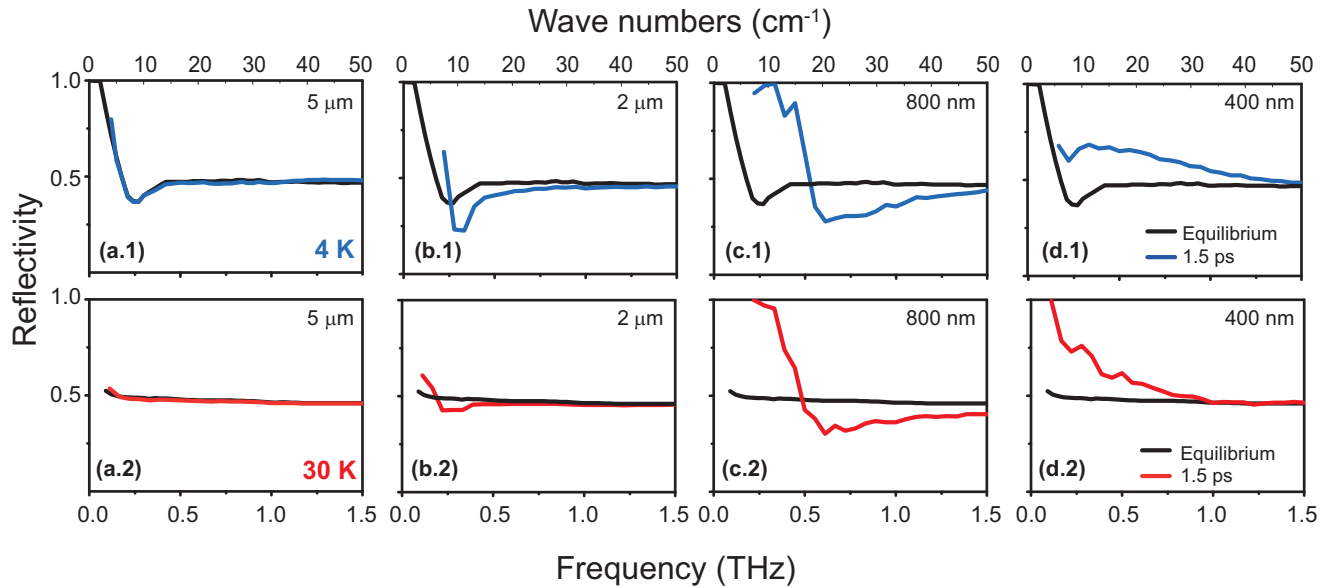 Wave numbers (cm⁻¹)
0 10 20 30 40 50 0 10 20 30 40 50 0 10 20 30 40 50 0 10 20 30 40 50
1.0 5 μm 2 μm 800 nm 400 nm
0.5
Reflectivity
Equilibrium
1.5 ps
(a.1) 4 K (b.1) (c.1) (d.1)
1.0 5 μm 2 μm 800 nm 400 nm
0.5
Equilibrium
1.5 ps
(a.2) 30 K (b.2) (c.2) (d.2)
0.0 0.5 1.0 1.5 0.0 0.5 1.0 1.5 0.0 0.5 1.0 1.5 0.0 0.5 1.0 1.5
Frequency (THz)